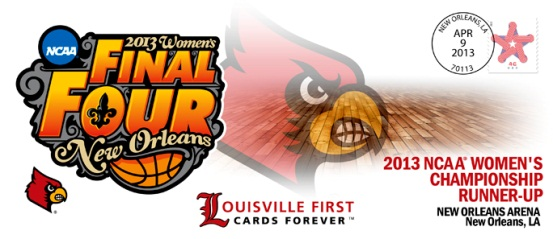 NCAA
2013 Women's
FINAL
FOUR
New Orleans
NEW ORLEANS, LA
APR
9
2013
70113
LOUISVILLE FIRST
CARDS FOREVER™
2013 NCAA® WOMEN'S
CHAMPIONSHIP
RUNNER-UP
NEW ORLEANS ARENA
New Orleans, LA